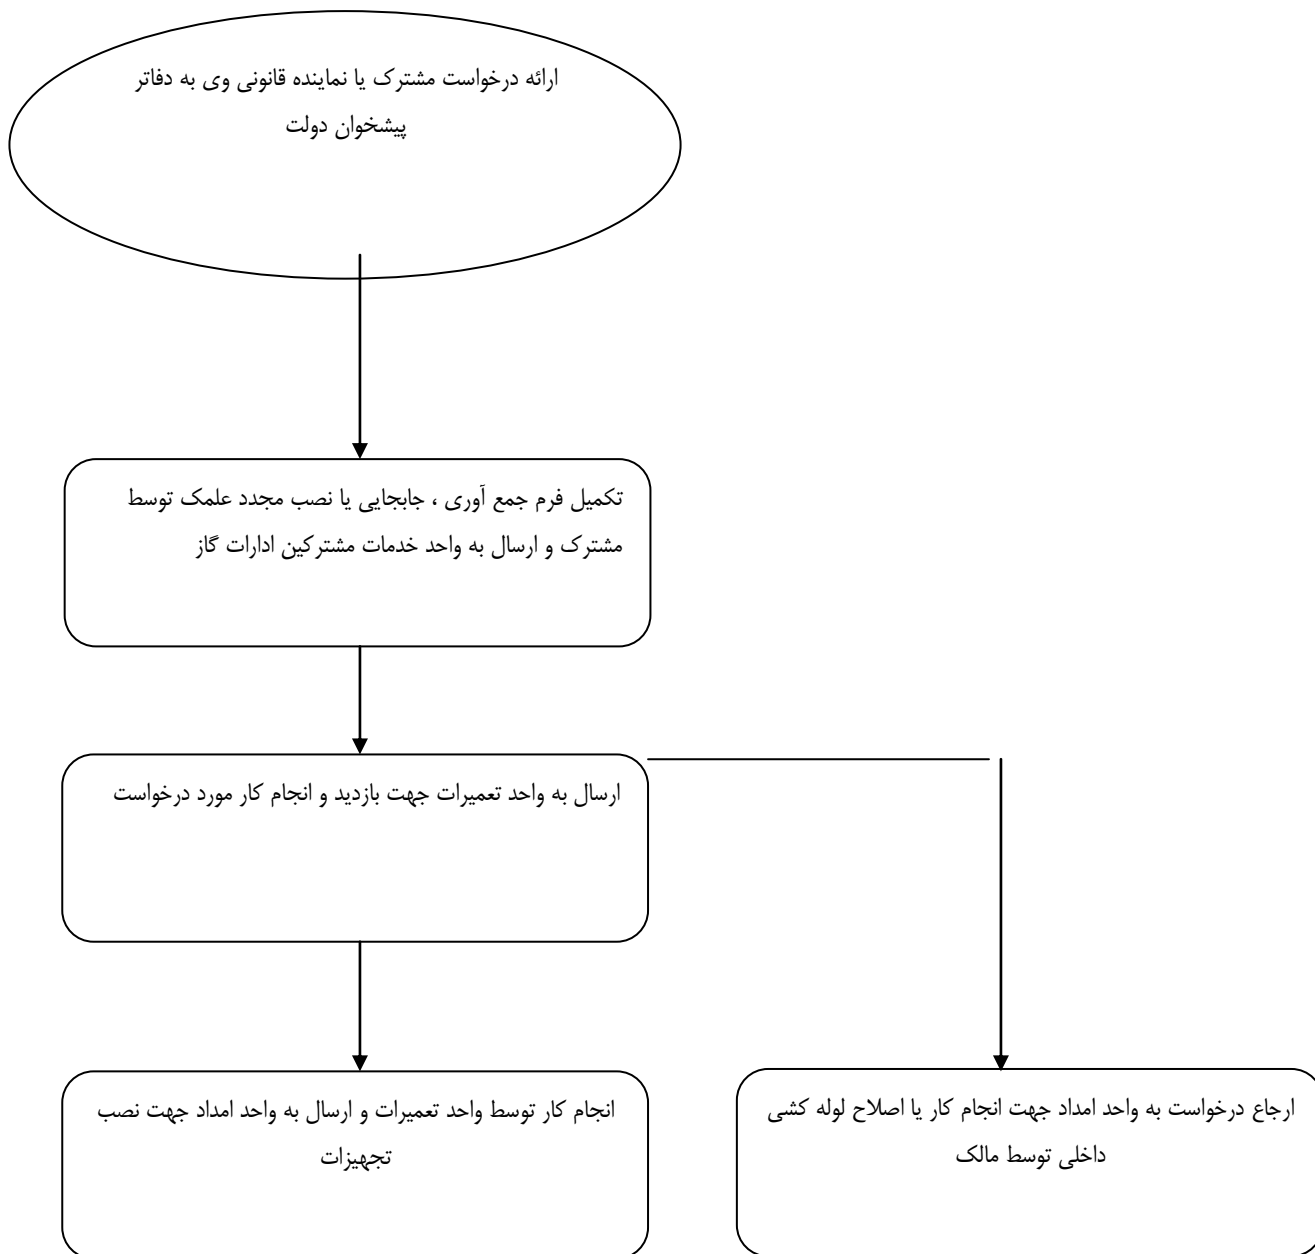 ارائه درخواست مشترک یا نماینده قانونی وی به دفاتر
پیشخوان دولت
تکمیل فرم جمع آوری ، جابجایی یا نصب مجدد علمک توسط
مشترک و ارسال به واحد خدمات مشترکین ادارات گاز
ارسال به واحد تعمیرات جهت بازدید و انجام کار مورد درخواست
ارجاع درخواست به واحد امداد جهت انجام کار یا اصلاح لوله کشی
داخلی توسط مالک
انجام کار توسط واحد تعمیرات و ارسال به واحد امداد جهت نصب
تجهیزات